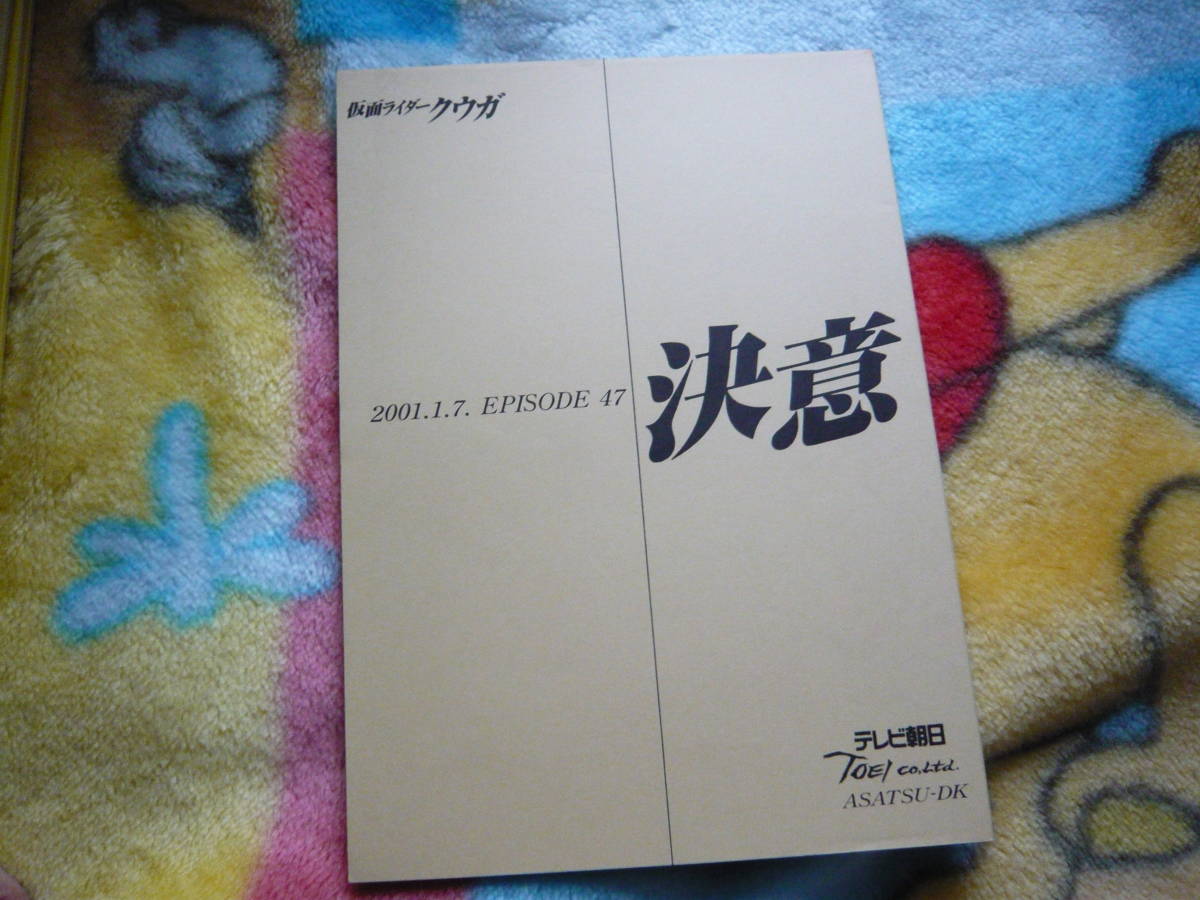 仮面ライダークウガ
2001.1.7. EPISODE 47
決意
テレビ朝日
TOEI CO.,Ltd.
ASATSU-DK